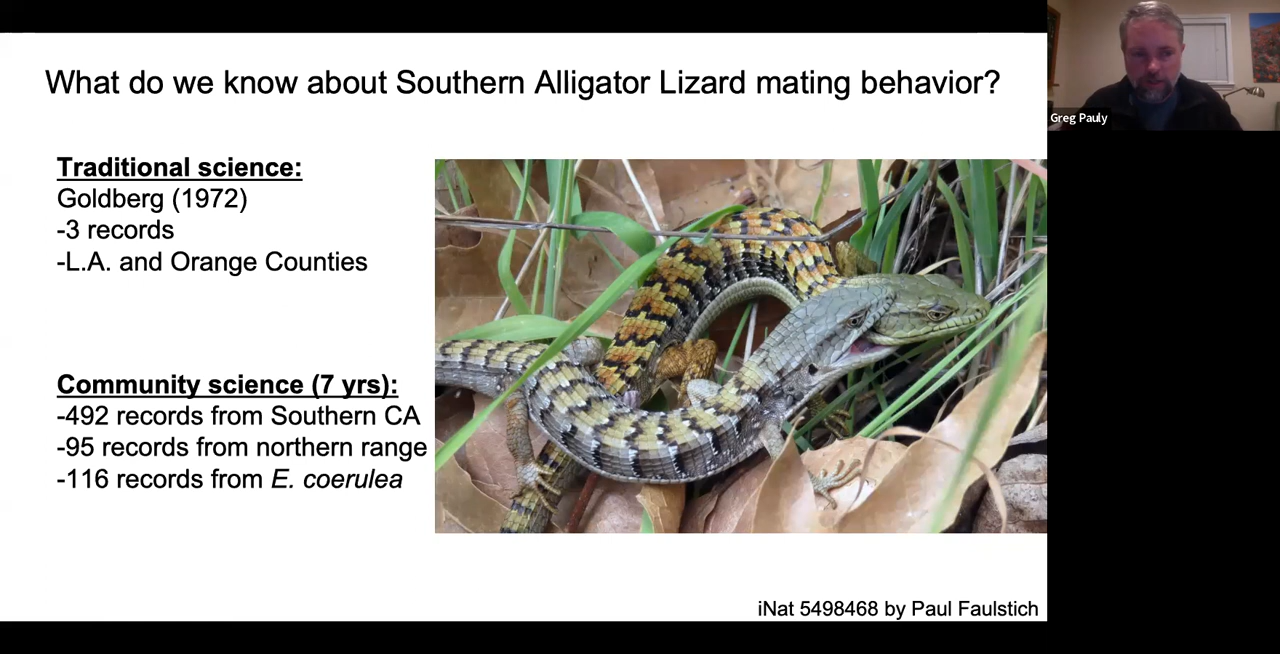 What do we know about Southern Alligator Lizard mating behavior?
Traditional science:
Goldberg (1972)
-3 records
-L.A. and Orange Counties
Community science (7 yrs):
-492 records from Southern CA
-95 records from northern range
-116 records from E. coerulea
iNat 5498468 by Paul Faulstich
Greg Pauly